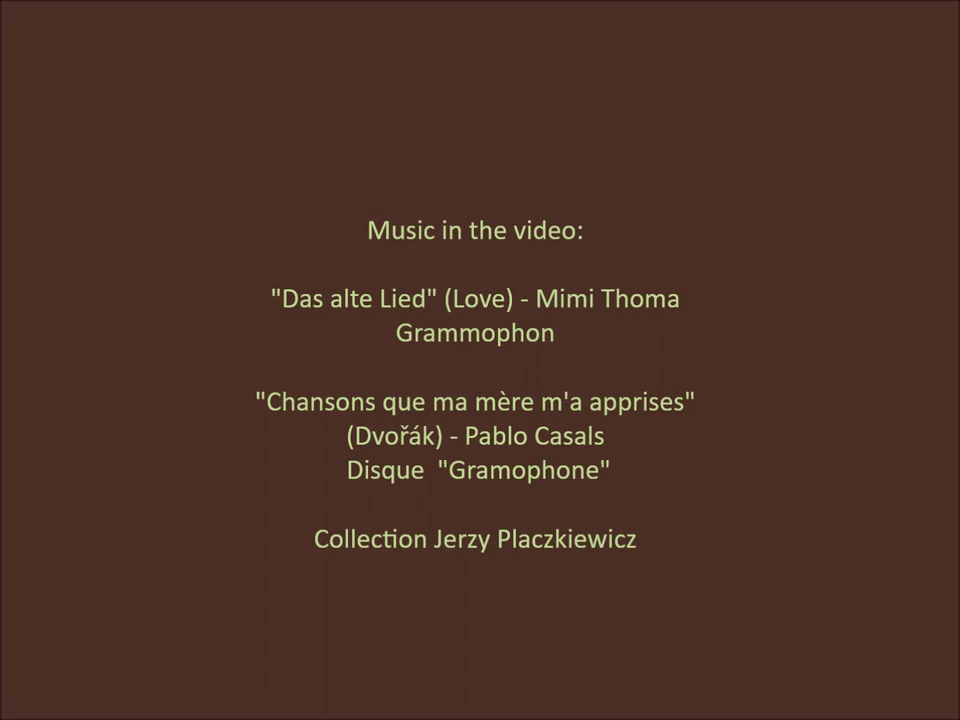 Music in the video:
"Das alte Lied" (Love) - Mimi Thoma
Grammophon
"Chansons que ma mère m'a apprises"
(Dvořák) - Pablo Casals
Disque  "Gramophone"
Collection Jerzy Placzkiewicz